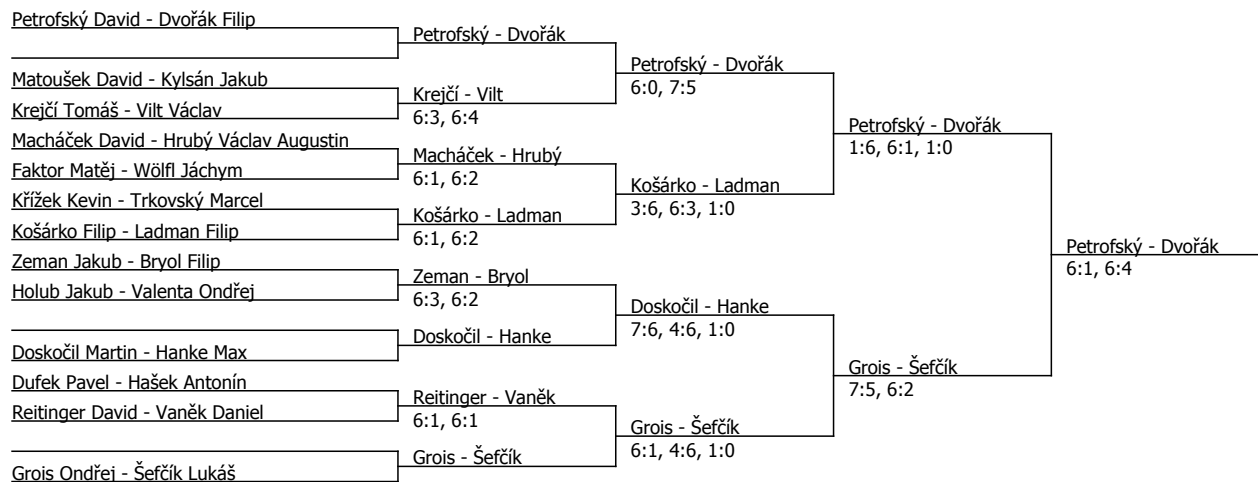 Petrofský David - Dvořák Filip
Matoušek David - Kylsán Jakub
Krejčí Tomáš - Vilt Václav
Macháček David - Hrubý Václav Augustin
Faktor Matěj - Wölfl Jáchym
Křížek Kevin - Trkovský Marcel
Košárko Filip - Ladman Filip
Zeman Jakub - Bryol Filip
Holub Jakub - Valenta Ondřej
Doskočil Martin - Hanke Max
Dufek Pavel - Hašek Antonín
Reitinger David - Vaněk Daniel
Grois Ondřej - Šefčík Lukáš
Petrofský - Dvořák
Krejčí - Vilt
6:3, 6:4
Macháček - Hrubý
6:1, 6:2
Košárko - Ladman
6:1, 6:2
Zeman - Bryol
6:3, 6:2
Doskočil - Hanke
Reitinger - Vaněk
6:1, 6:1
Grois - Šefčík
Petrofský - Dvořák
6:0, 7:5
Košárko - Ladman
3:6, 6:3, 1:0
Doskočil - Hanke
7:6, 4:6, 1:0
Grois - Šefčík
6:1, 4:6, 1:0
Petrofský - Dvořák
1:6, 6:1, 1:0
Grois - Šefčík
7:5, 6:2
Petrofský - Dvořák
6:1, 6:4